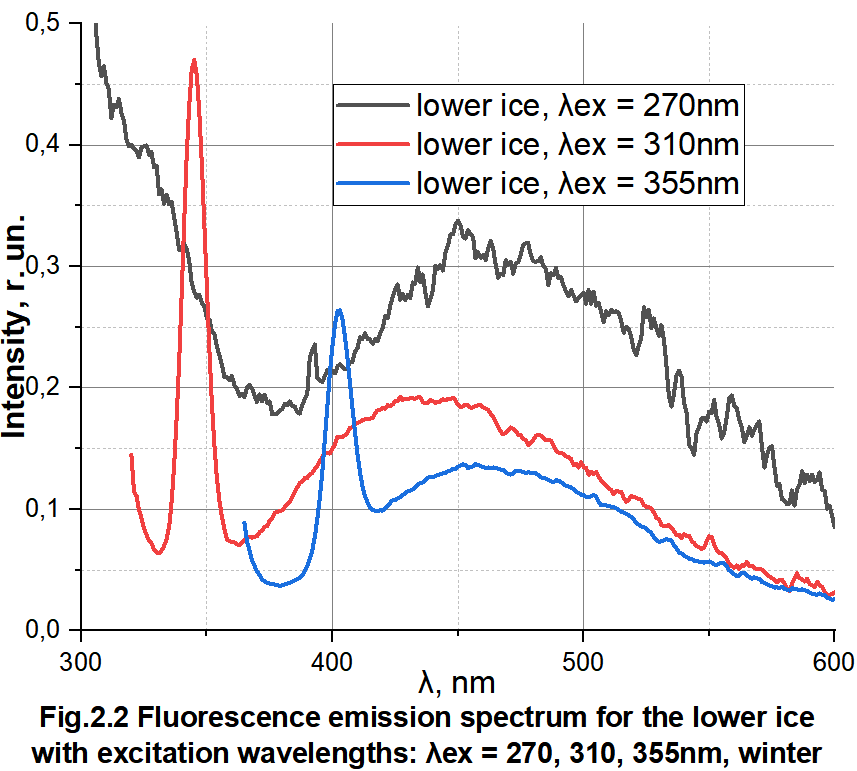 0,5
0,4
0,3
0,2
0,1
0,0
Intensity, r. un.
lower ice, λex = 270nm
lower ice, λex = 310nm
lower ice, λex = 355nm
300
400
500
600
λ, nm
Fig.2.2 Fluorescence emission spectrum for the lower ice
with excitation wavelengths: λex = 270, 310, 355nm, winter